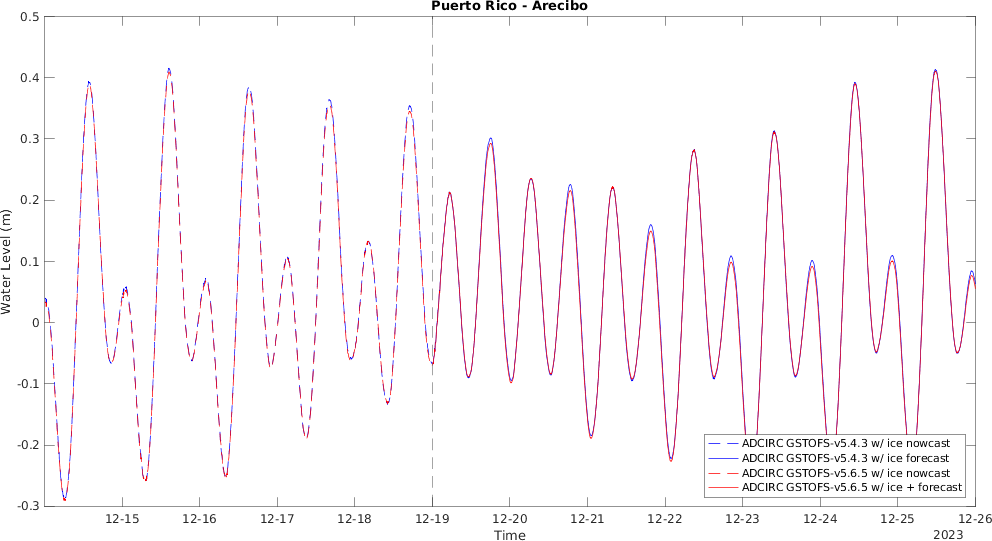 Puerto Rico - Arecibo
0.5
0.4
0.3
0.2
0.1
0
-0.1
-0.2
-0.3
Water Level (m)
12-15 12-16 12-17 12-18 12-19 12-20 12-21 12-22 12-23 12-24 12-25 12-26
Time
2023
ADCIRC GSTOFS-v5.4.3 w/ ice nowcast
ADCIRC GSTOFS-v5.4.3 w/ ice forecast
ADCIRC GSTOFS-v5.6.5 w/ ice nowcast
ADCIRC GSTOFS-v5.6.5 w/ ice + forecast